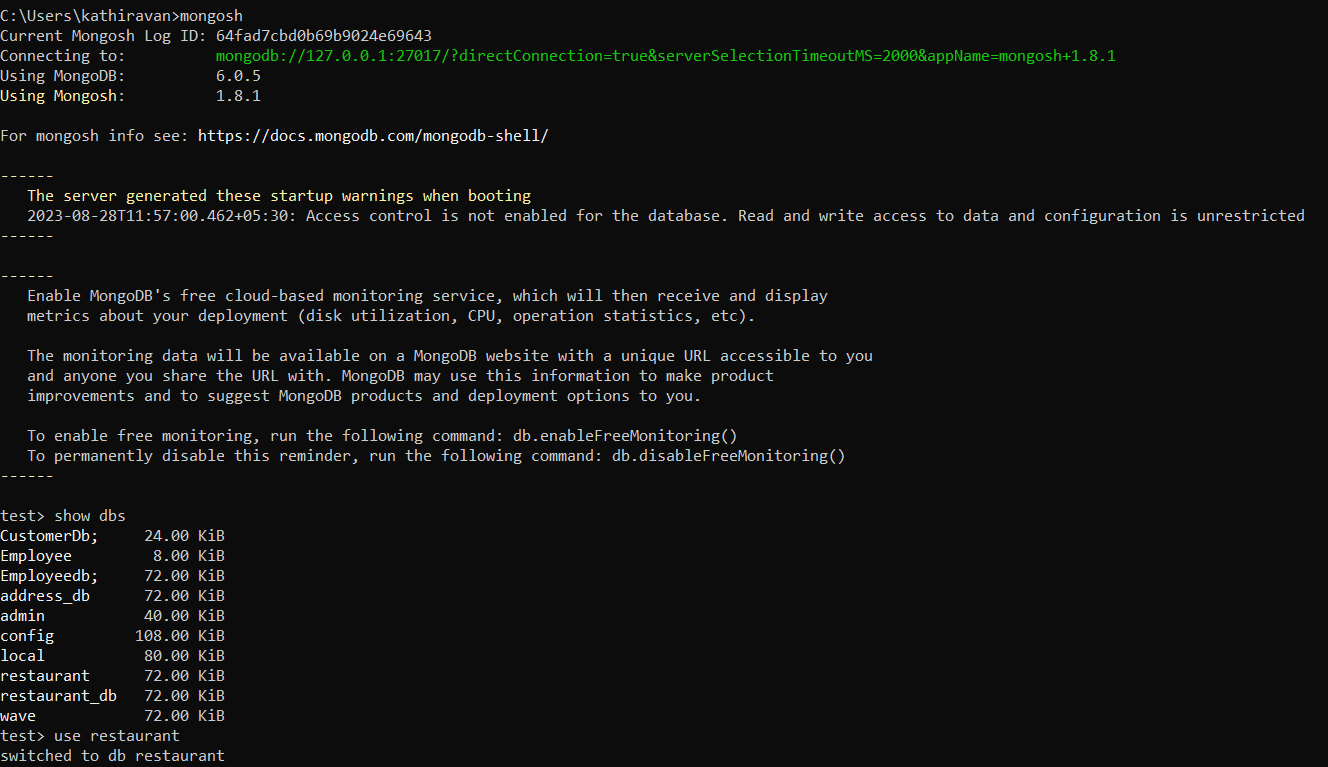 C:\Users\kathiravan>mongosh
Current Mongosh Log ID: 64fad7cbd0b69b9024e69643
Connecting to:          mongodb://127.0.0.1:27017/?directConnection=true&serverSelectionTimeoutMS=2000&appName=mongosh+1.8.1
Using MongoDB:          6.0.5
Using Mongosh:          1.8.1
For mongosh info see: https://docs.mongodb.com/mongodb-shell/
------
   The server generated these startup warnings when booting
   2023-08-28T11:57:00.462+05:30: Access control is not enabled for the database. Read and write access to data and configuration is unrestricted
------
------
   Enable MongoDB's free cloud-based monitoring service, which will then receive and display
   metrics about your deployment (disk utilization, CPU, operation statistics, etc).
   The monitoring data will be available on a MongoDB website with a unique URL accessible to you
   and anyone you share the URL with. MongoDB may use this information to make product
   improvements and to suggest MongoDB products and deployment options to you.
   To enable free monitoring, run the following command: db.enableFreeMonitoring()
   To permanently disable this reminder, run the following command: db.disableFreeMonitoring()
------
test> show dbs
CustomerDb;     24.00 KiB
Employee         8.00 KiB
Employeedb;     72.00 KiB
address_db      72.00 KiB
admin           40.00 KiB
config         108.00 KiB
local           80.00 KiB
restaurant      72.00 KiB
restaurant_db   72.00 KiB
wave            72.00 KiB
test> use restaurant
switched to db restaurant